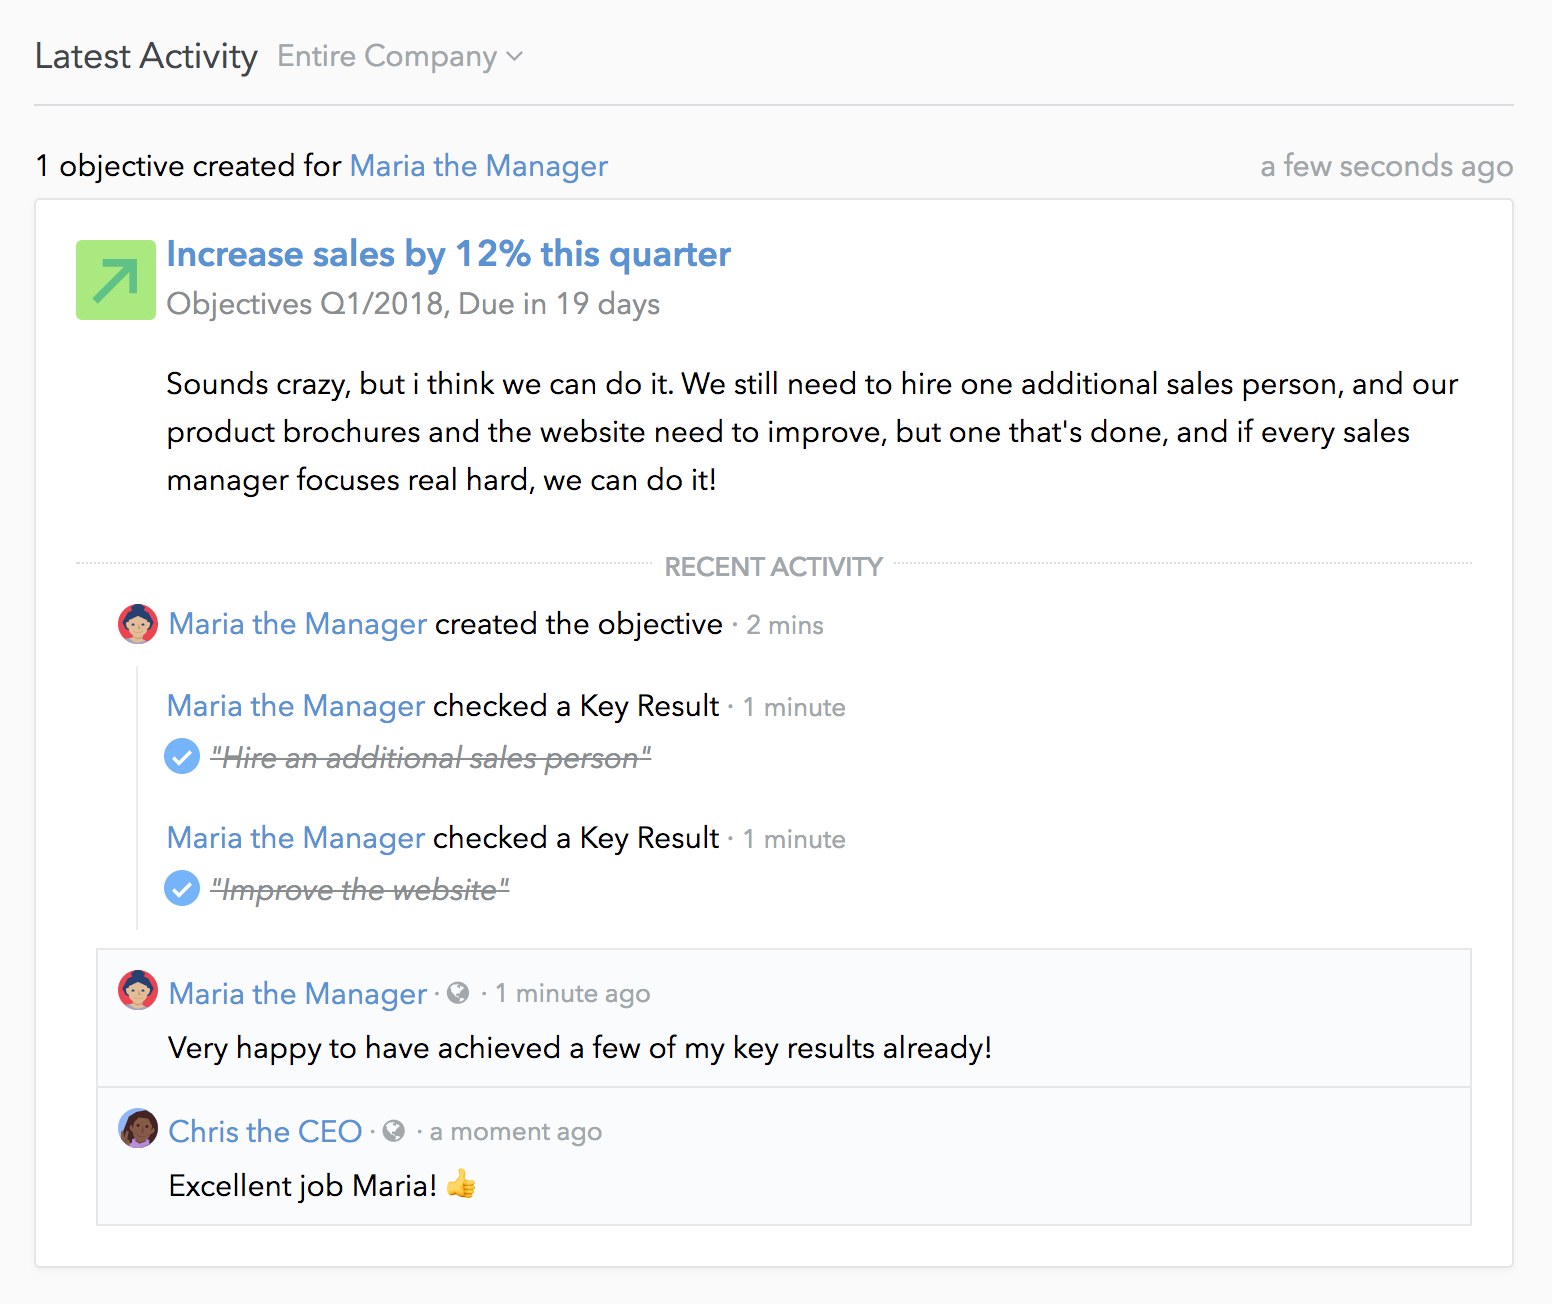 Latest Activity Entire Company
1 objective created for Maria the Manager a few seconds ago
Increase sales by 12% this quarter
Objectives Q1/2018, Due in 19 days
Sounds crazy, but i think we can do it. We still need to hire one additional sales person, and our
product brochures and the website need to improve, but one that's done, and if every sales
manager focuses real hard, we can do it!
RECENT ACTIVITY
Maria the Manager created the objective · 2 mins
Maria the Manager checked a Key Result · 1 minute
"Hire an additional sales person"
Maria the Manager checked a Key Result · 1 minute
"Improve the website"
Maria the Manager · · 1 minute ago
Very happy to have achieved a few of my key results already!
Chris the CEO · · a moment ago
Excellent job Maria! 👍